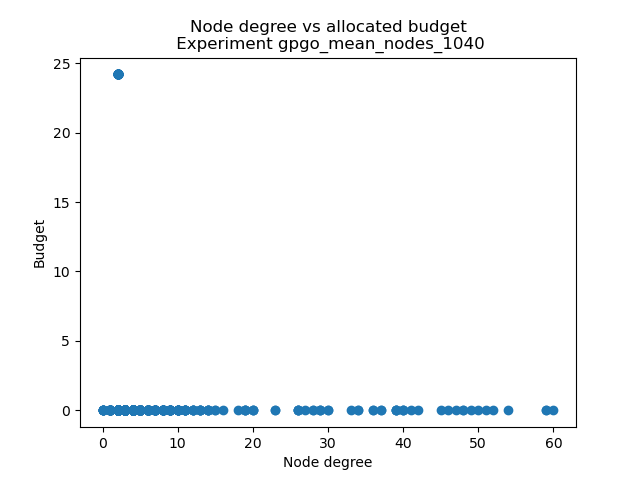 Node degree vs allocated budget
Experiment gpgo_mean_nodes_1040
25
20
15
10
5
0
Budget
0 10 20 30 40 50 60
Node degree